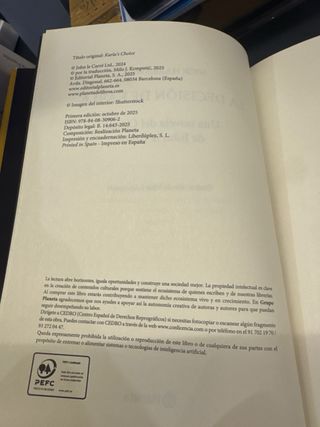 Título original: Karla's Choice
© John le Carré Ltd., 2024
© por la traducción, Milo J. Krmpotić, 2025
© Editorial Planeta, S. A., 2025
Avda. Diagonal, 662-664, 08034 Barcelona (España)
www.editorialplaneta.es
www.planetadelibros.com
© Imagen del interior: Shutterstock
Primera edición: octubre de 2025
ISBN: 978-84-08-30906-2
Depósito legal: B. 14.643-2025
Composición: Realización Planeta
Impresión y encuadernación: Liberdúplex, S. L.
Printed in Spain - Impreso en España
La lectura abre horizontes, iguala oportunidades y construye una sociedad mejor. La propiedad intelectual es clave
en la creación de contenidos culturales porque sostiene el ecosistema de quienes escriben y de nuestras librerías.
Al comprar este libro estarás contribuyendo a mantener dicho ecosistema vivo y en crecimiento. En Grupo
Planeta agradecemos que nos ayudes a apoyar así la autonomía creativa de autoras y autores para que puedan
seguir desempeñando su labor.
Dirígete a CEDRO (Centro Español de Derechos Reprográficos) si necesitas fotocopiar o escanear algún fragmento
de esta obra. Puedes contactar con CEDRO a través de la web www.conlicencia.com o por teléfono en el 91 702 19 70 /
93 272 04 47.
Queda expresamente prohibida la utilización o reproducción de este libro o de cualquiera de sus partes con el
propósito de entrenar o alimentar sistemas o tecnologías de inteligencia artificial.
PEFC